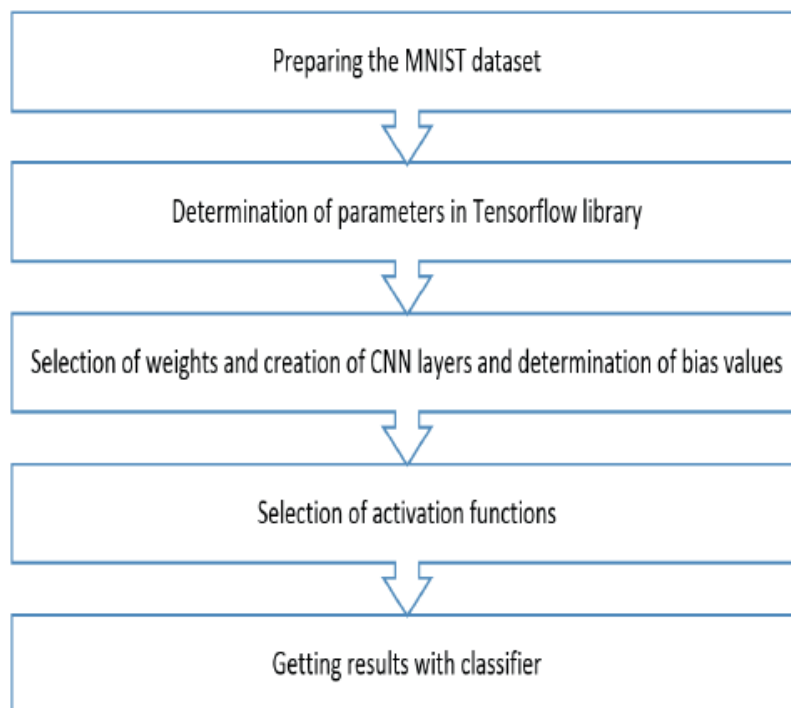 Preparing the MNIST dataset
Determination of parameters in Tensorflow library
Selection of weights and creation of CNN layers and determination of bias values
Selection of activation functions
Getting results with classifier